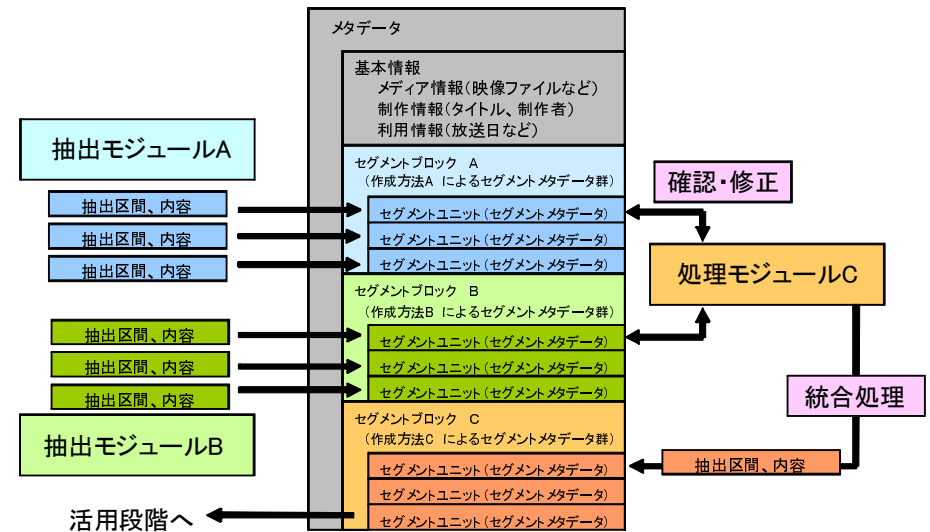 メタデータ
基本情報
メディア情報(映像ファイルなど)
制作情報(タイトル、制作者)
利用情報(放送日など)
抽出モジュールA
抽出区間、内容
抽出区間、内容
抽出区間、内容
セグメントブロック A
(作成方法A によるセグメントメタデータ群)
セグメントユニット(セグメントメタデータ)
セグメントユニット(セグメントメタデータ)
セグメントユニット(セグメントメタデータ)
確認・修正
処理モジュールC
セグメントブロック B
(作成方法B によるセグメントメタデータ群)
セグメントユニット(セグメントメタデータ)
セグメントユニット(セグメントメタデータ)
セグメントユニット(セグメントメタデータ)
抽出区間、内容
抽出区間、内容
抽出区間、内容
抽出モジュールB
統合処理
セグメントブロック C
(作成方法C によるセグメントメタデータ群)
セグメントユニット(セグメントメタデータ)
セグメントユニット(セグメントメタデータ)
セグメントユニット(セグメントメタデータ)
抽出区間、内容
活用段階へ